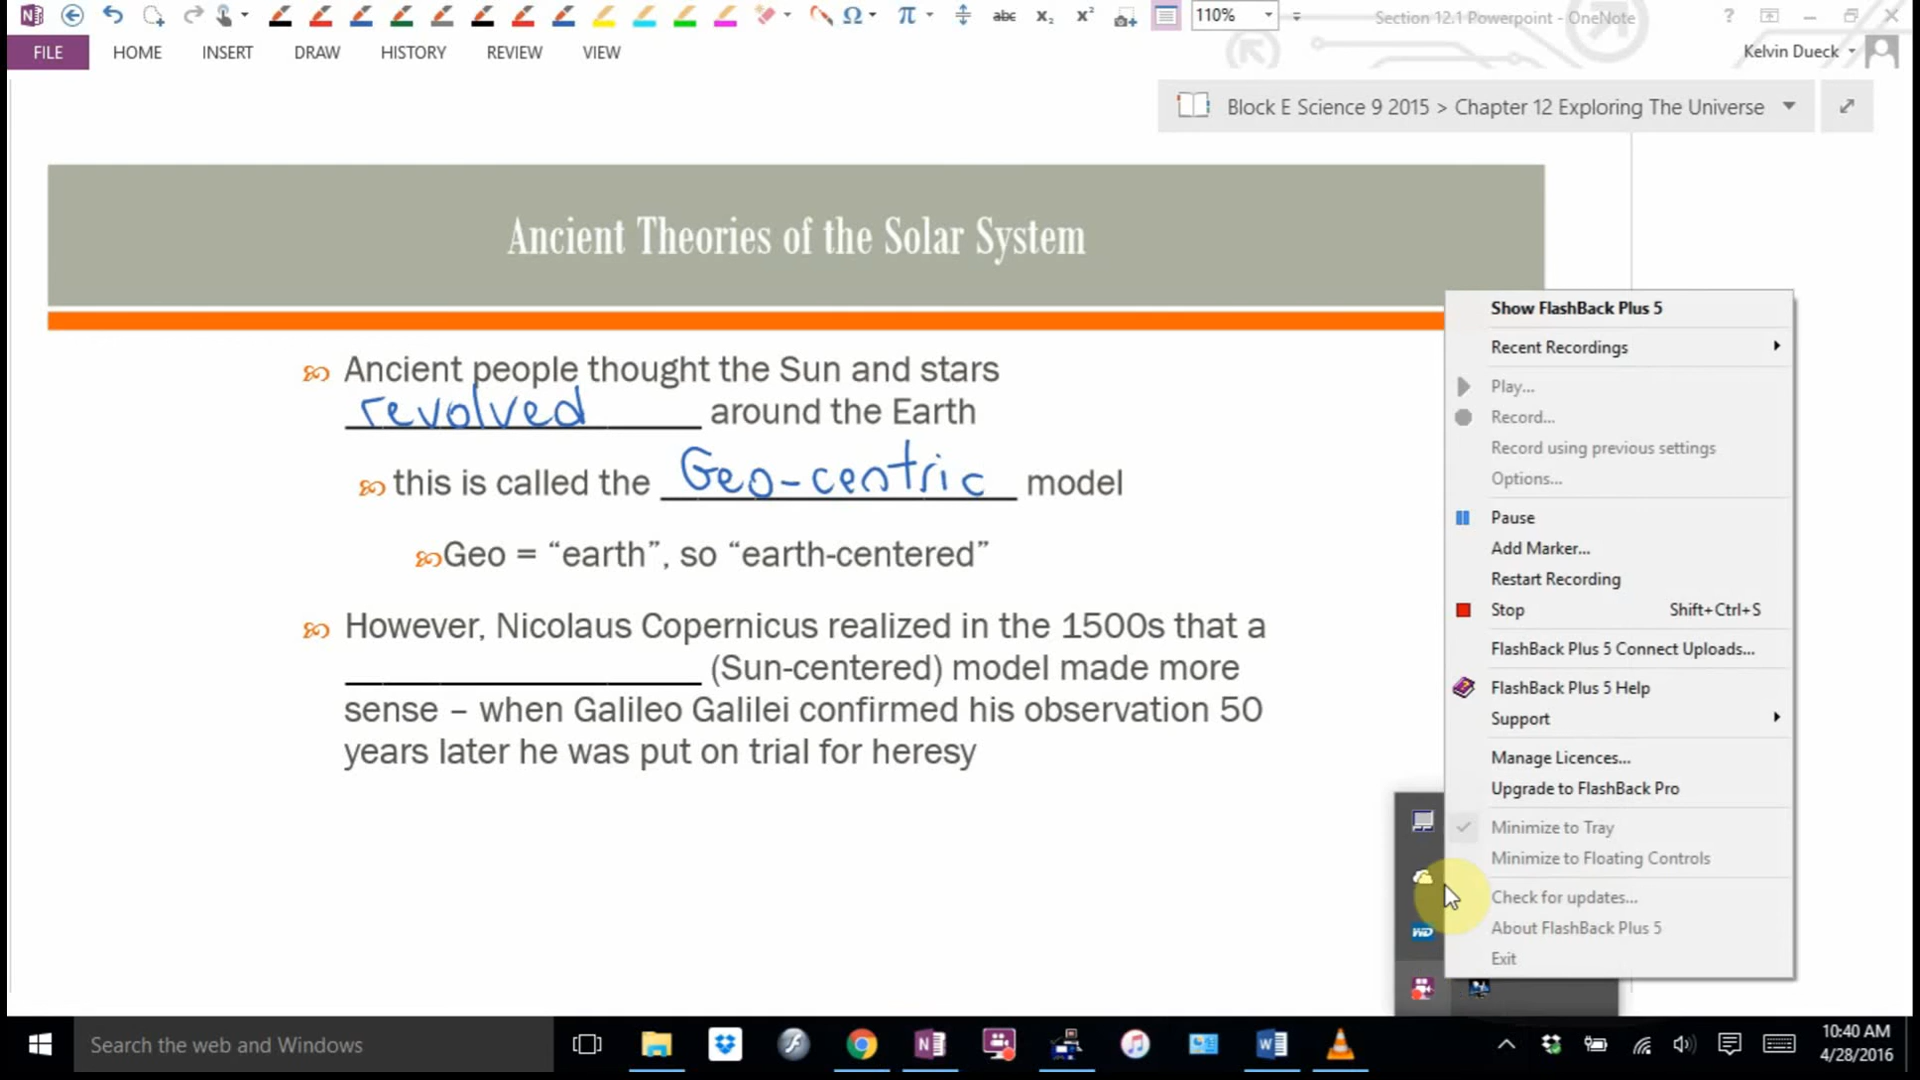 110%
Section 12.1 Powerpoint - OneNote
FILE HOME INSERT DRAW HISTORY REVIEW VIEW
Kelvin Dueck
Block E Science 9 2015 > Chapter 12 Exploring The Universe
Ancient Theories of the Solar System
Ancient people thought the Sun and stars
revolved around the Earth
this is called the Geo-centric model
Geo = “earth”, so “earth-centered”
However, Nicolaus Copernicus realized in the 1500s that a
(Sun-centered) model made more
sense – when Galileo Galilei confirmed his observation 50
years later he was put on trial for heresy
Show FlashBack Plus 5
Recent Recordings
Play...
Record...
Record using previous settings
Options...
Pause
Add Marker...
Restart Recording
Stop Shift+Ctrl+S
FlashBack Plus 5 Connect Uploads...
FlashBack Plus 5 Help
Support
Manage Licences...
Upgrade to FlashBack Pro
Minimize to Tray
Minimize to Floating Controls
Check for updates...
About FlashBack Plus 5
Exit
WD
Search the web and Windows
10:40 AM
4/28/2016